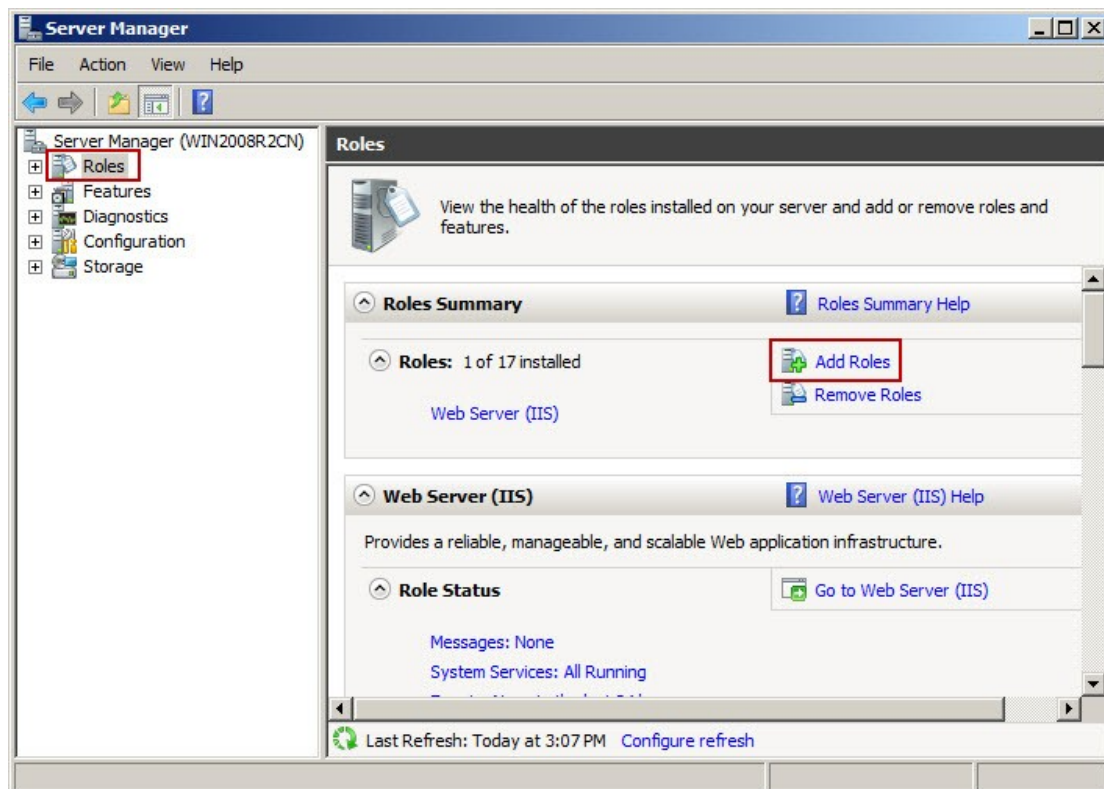 Server Manager
File Action View Help
Server Manager (WIN2008R2CN)
Roles
Features
Diagnostics
Configuration
Storage
Roles
View the health of the roles installed on your server and add or remove roles and
features.
Roles Summary
Roles Summary Help
Roles: 1 of 17 installed
Add Roles
Remove Roles
Web Server (IIS)
Web Server (IIS)
Web Server (IIS) Help
Provides a reliable, manageable, and scalable Web application infrastructure.
Role Status
Go to Web Server (IIS)
Messages: None
System Services: All Running
Last Refresh: Today at 3:07 PM Configure refresh